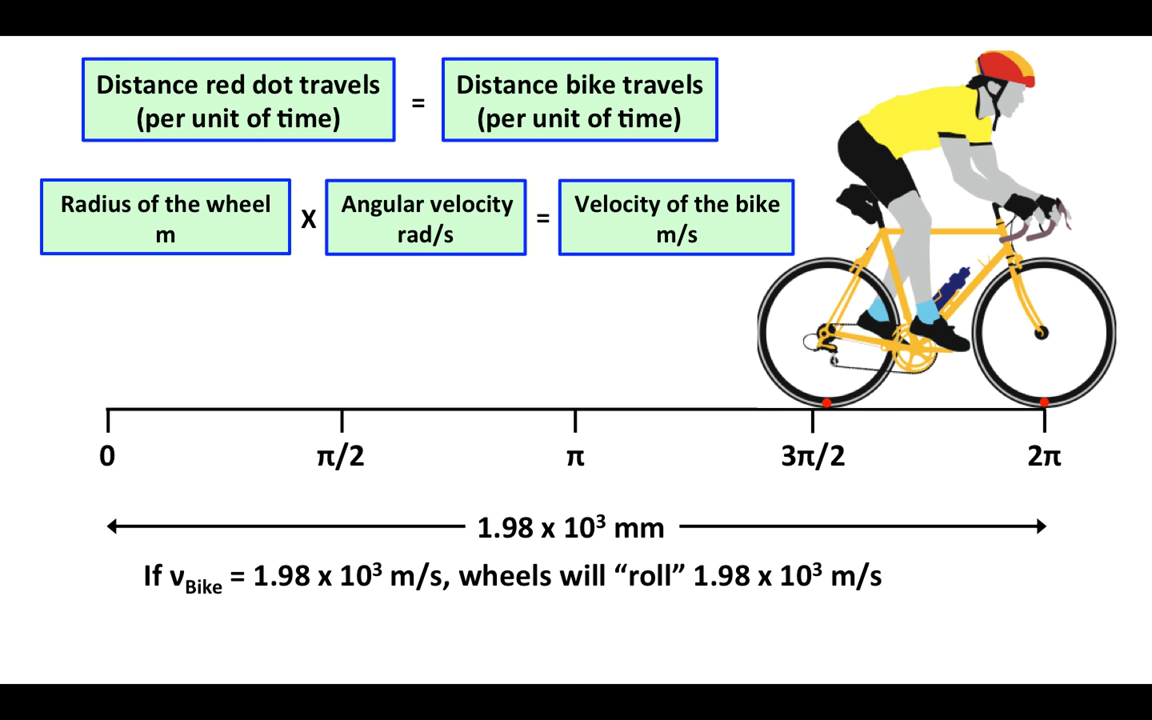 Distance red dot travels
(per unit of time)
=
Distance bike travels
(per unit of time)
Radius of the wheel
m
X
Angular velocity
rad/s
=
Velocity of the bike
m/s
0
π/2
π
3π/2
2π
1.98 x 10³ mm
If v_Bike = 1.98 x 10³ m/s, wheels will “roll” 1.98 x 10³ m/s